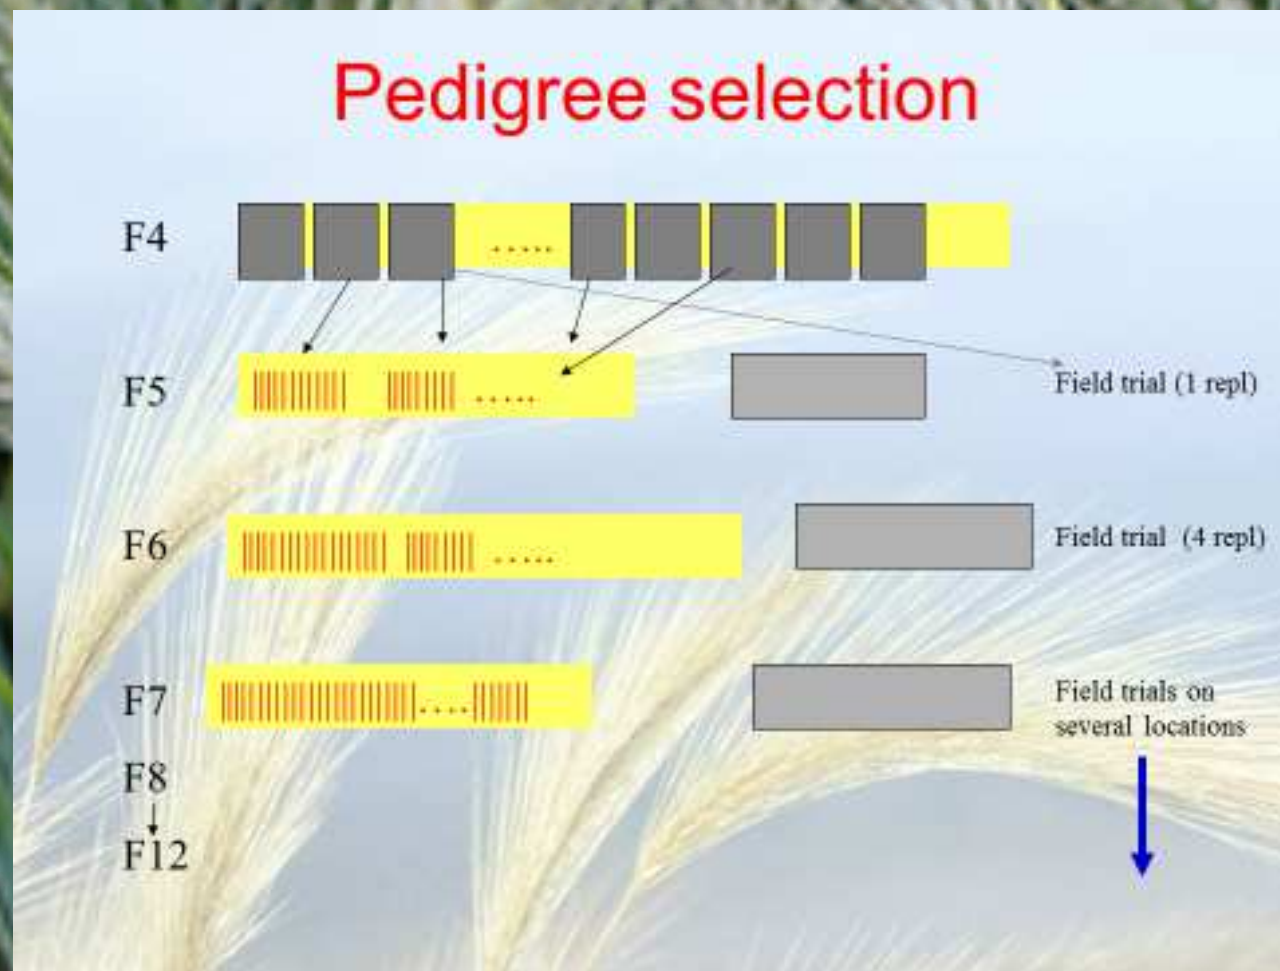 Pedigree selection
F4
.....
F5
.....
Field trial (1 repl)
F6
.....
Field trial (4 repl)
F7
....
Field trials on
several locations
F8
F12